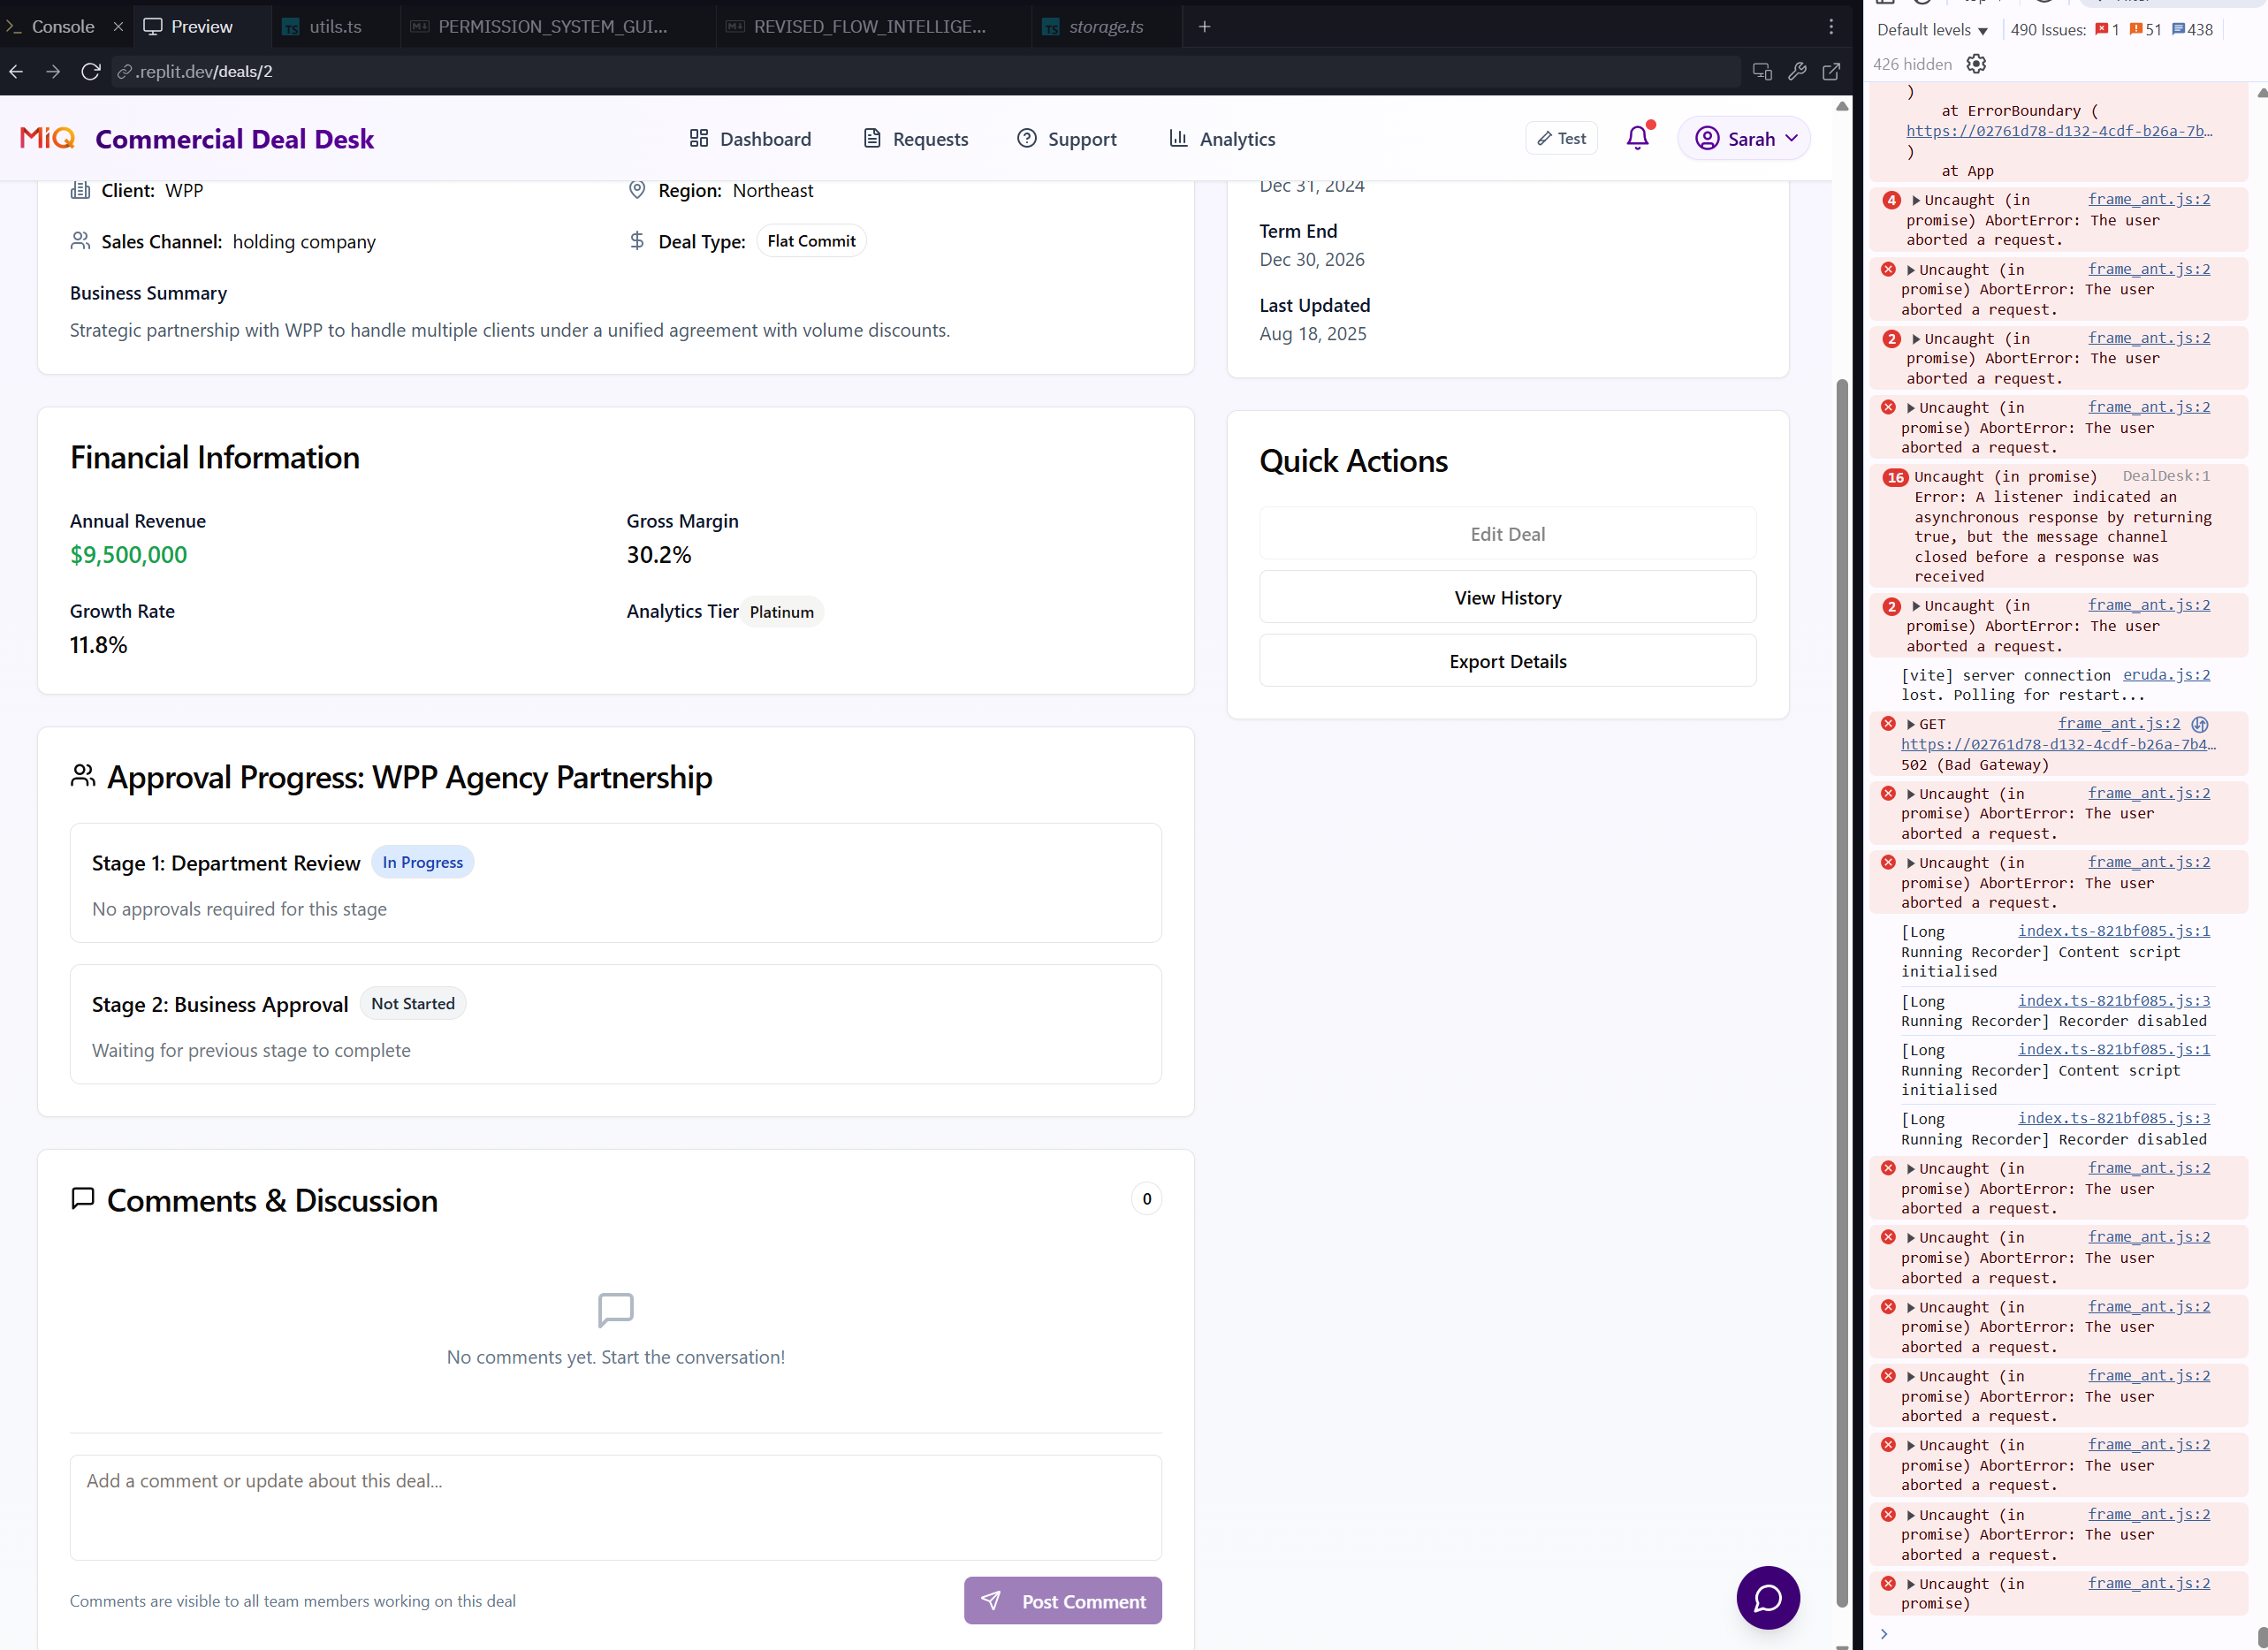 Console
Preview
utils.ts
PERMISSION_SYSTEM_GUI...
REVISED_FLOW_INTELLIGE...
storage.ts
.replit.dev/deals/2
MiQ
Commercial Deal Desk
Dashboard
Requests
Support
Analytics
Test
Sarah
Client: WPP
Region: Northeast
Sales Channel: holding company
Deal Type: Flat Commit
Business Summary
Strategic partnership with WPP to handle multiple clients under a unified agreement with volume discounts.
Dec 31, 2024
Term End
Dec 30, 2026
Last Updated
Aug 18, 2025
Financial Information
Annual Revenue
$9,500,000
Gross Margin
30.2%
Growth Rate
11.8%
Analytics Tier Platinum
Quick Actions
Edit Deal
View History
Export Details
Approval Progress: WPP Agency Partnership
Stage 1: Department Review In Progress
No approvals required for this stage
Stage 2: Business Approval Not Started
Waiting for previous stage to complete
Comments & Discussion
0
No comments yet. Start the conversation!
Add a comment or update about this deal...
Comments are visible to all team members working on this deal
Post Comment
Default levels
490 Issues: 1 51 438
426 hidden
)
at ErrorBoundary (
https://02761d78-d132-4cdf-b26a-7b…
)
at App
4 Uncaught (in frame_ant.js:2
promise) AbortError: The user
aborted a request.
Uncaught (in frame_ant.js:2
promise) AbortError: The user
aborted a request.
2 Uncaught (in frame_ant.js:2
promise) AbortError: The user
aborted a request.
Uncaught (in frame_ant.js:2
promise) AbortError: The user
aborted a request.
16 Uncaught (in promise) DealDesk:1
Error: A listener indicated an
asynchronous response by returning
true, but the message channel
closed before a response was
received
2 Uncaught (in frame_ant.js:2
promise) AbortError: The user
aborted a request.
[vite] server connection eruda.js:2
lost. Polling for restart...
GET frame_ant.js:2
https://02761d78-d132-4cdf-b26a-7b4…
502 (Bad Gateway)
Uncaught (in frame_ant.js:2
promise) AbortError: The user
aborted a request.
Uncaught (in frame_ant.js:2
promise) AbortError: The user
aborted a request.
[Long index.ts-821bf085.js:1
Running Recorder] Content script
initialised
[Long index.ts-821bf085.js:3
Running Recorder] Recorder disabled
[Long index.ts-821bf085.js:1
Running Recorder] Content script
initialised
[Long index.ts-821bf085.js:3
Running Recorder] Recorder disabled
Uncaught (in frame_ant.js:2
promise) AbortError: The user
aborted a request.
Uncaught (in frame_ant.js:2
promise) AbortError: The user
aborted a request.
Uncaught (in frame_ant.js:2
promise) AbortError: The user
aborted a request.
Uncaught (in frame_ant.js:2
promise) AbortError: The user
aborted a request.
Uncaught (in frame_ant.js:2
promise) AbortError: The user
aborted a request.
Uncaught (in frame_ant.js:2
promise) AbortError: The user
aborted a request.
Uncaught (in frame_ant.js:2
promise)